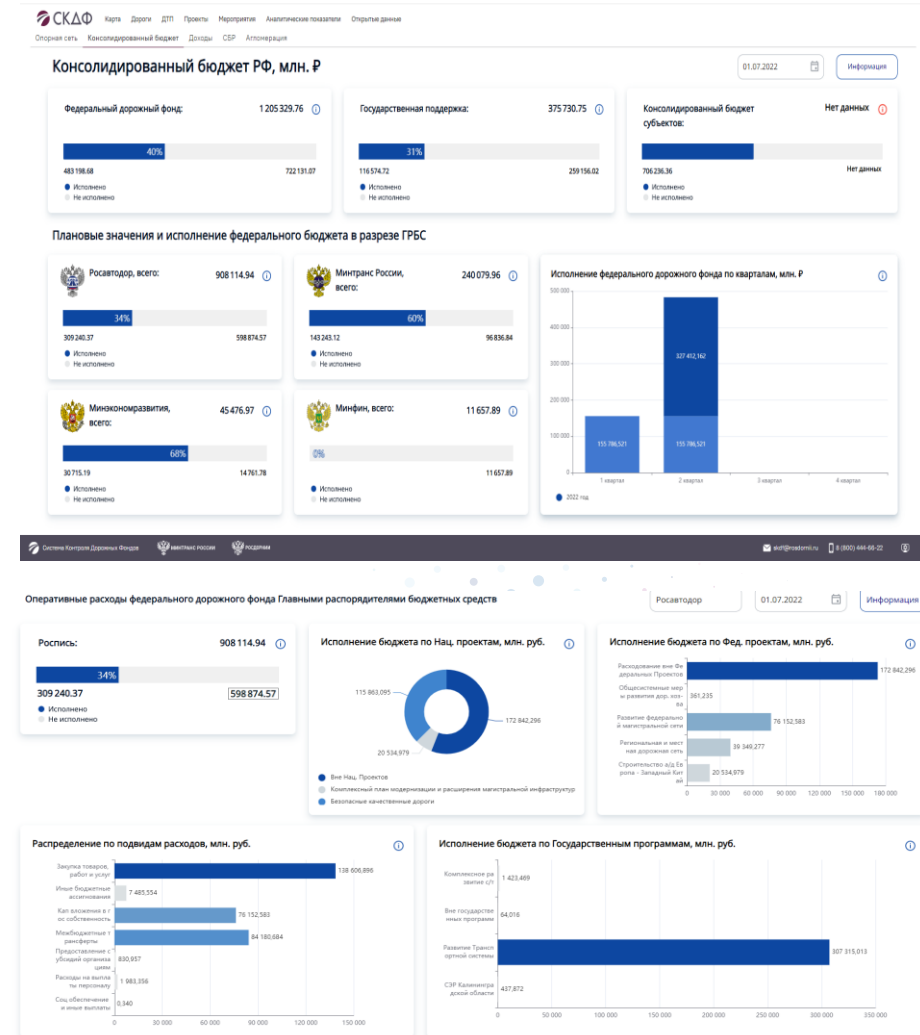 СКДФ Карта Дороги ДТП Проекты Мероприятия Аналитические показатели Открытые данные
Опорная сеть Консолидированный бюджет Доходы СБР Агломерация
Консолидированный бюджет РФ, млн. ₽
01.07.2022
Информация
Федеральный дорожный фонд: 1 205 329.76
40%
483 198.68 722 131.07
Исполнено
Не исполнено
Государственная поддержка: 375 730.75
31%
116 574.72 259 156.02
Исполнено
Не исполнено
Консолидированный бюджет Нет данных
субъектов:
706 236.36 Нет данных
Исполнено
Не исполнено
Плановые значения и исполнение федерального бюджета в разрезе ГРБС
Росавтодор, всего: 908 114.94
34%
309 240.37 598 874.57
Исполнено
Не исполнено
Минтранс России, 240 079.96
всего:
60%
143 243.12 96 836.84
Исполнено
Не исполнено
Исполнение федерального дорожного фонда по кварталам, млн. ₽
500 000
400 000
300 000
200 000
100 000
0
327 412,162
155 786,521 155 786,521
1 квартал 2 квартал 3 квартал 4 квартал
2022 год
Минэкономразвития, 45 476.97
всего:
68%
30 715.19 14 761.78
Исполнено
Не исполнено
Минфин, всего: 11 657.89
0%
11 657.89
Исполнено
Не исполнено
Система Контроля Дорожных Фондов МИНТРАНС РОССИИ РОСДОРНИИ skdf@rosdornii.ru 8 (800) 444-66-22
Оперативные расходы федерального дорожного фонда Главными распорядителями бюджетных средств
Росавтодор
01.07.2022
Информация
Роспись: 908 114.94
34%
309 240.37 598 874.57
Исполнено
Не исполнено
Исполнение бюджета по Нац. проектам, млн. руб.
115 863,095
172 842,296
20 534,979
Вне Нац. Проектов
Комплексный план модернизации и расширения магистральной инфраструктур
Безопасные качественные дороги
Исполнение бюджета по Фед. проектам, млн. руб.
Расходование вне Фе
деральных Проектов
172 842,296
Общесистемные мер
ы развития дор. хоз-
ва
361,235
Развитие федерально
й магистральной сети
76 152,583
Региональная и мест
ная дорожная сеть
39 349,277
Строительство а/д Ев
ропа - Западный Кит
ай
20 534,979
0 30 000 60 000 90 000 120 000 150 000 180 000
Распределение по подвидам расходов, млн. руб.
Закупка товаров,
работ и услуг
138 606,896
Иные бюджетные
ассигнования
7 485,554
Кап вложения в г
ос собственность
76 152,583
Межбюджетные т
рансферты
84 180,684
Предоставление с
убсидий организа
циям
830,957
Расходы на выпла
ты персоналу
1 983,356
Соц обеспечение
и иные выплаты
0,340
0 30 000 60 000 90 000 120 000 150 000
Исполнение бюджета по Государственным программам, млн. руб.
Комплексное ра
звитие с/т
1 423,469
Вне государстве
нных программ
64,016
Развитие Трансп
ортной системы
307 315,013
СЭР Калинингра
дской области
437,872
0 50 000 100 000 150 000 200 000 250 000 300 000 350 000